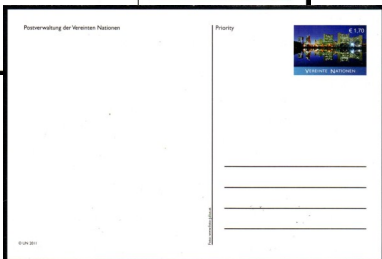 Postverwaltung der Vereinten Nationen
Priority
€ 1,70
VEREINTE NATIONEN
© UN 2011